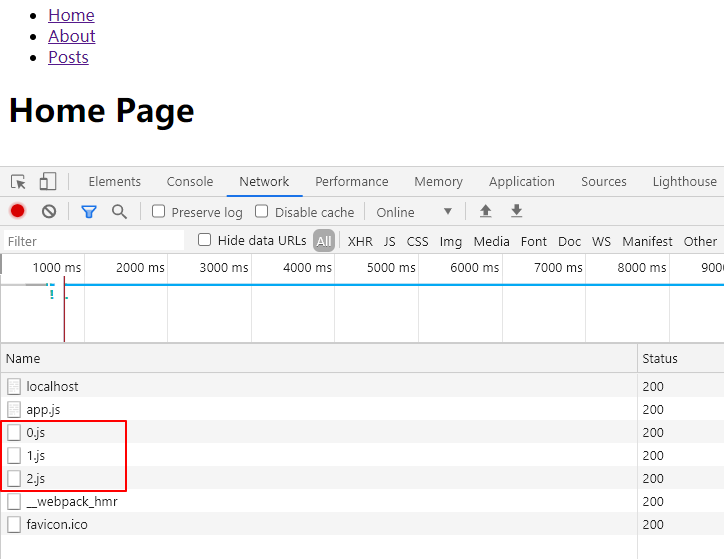 Home
About
Posts
Home Page
Elements Console Network Performance Memory Application Sources Lighthouse
Preserve log Disable cache Online
Filter Hide data URLs All XHR JS CSS Img Media Font Doc WS Manifest Other
1000 ms 2000 ms 3000 ms 4000 ms 5000 ms 6000 ms 7000 ms 8000 ms 9000
Name Status
localhost 200
app.js 200
0.js 200
1.js 200
2.js 200
__webpack_hmr 200
favicon.ico 200